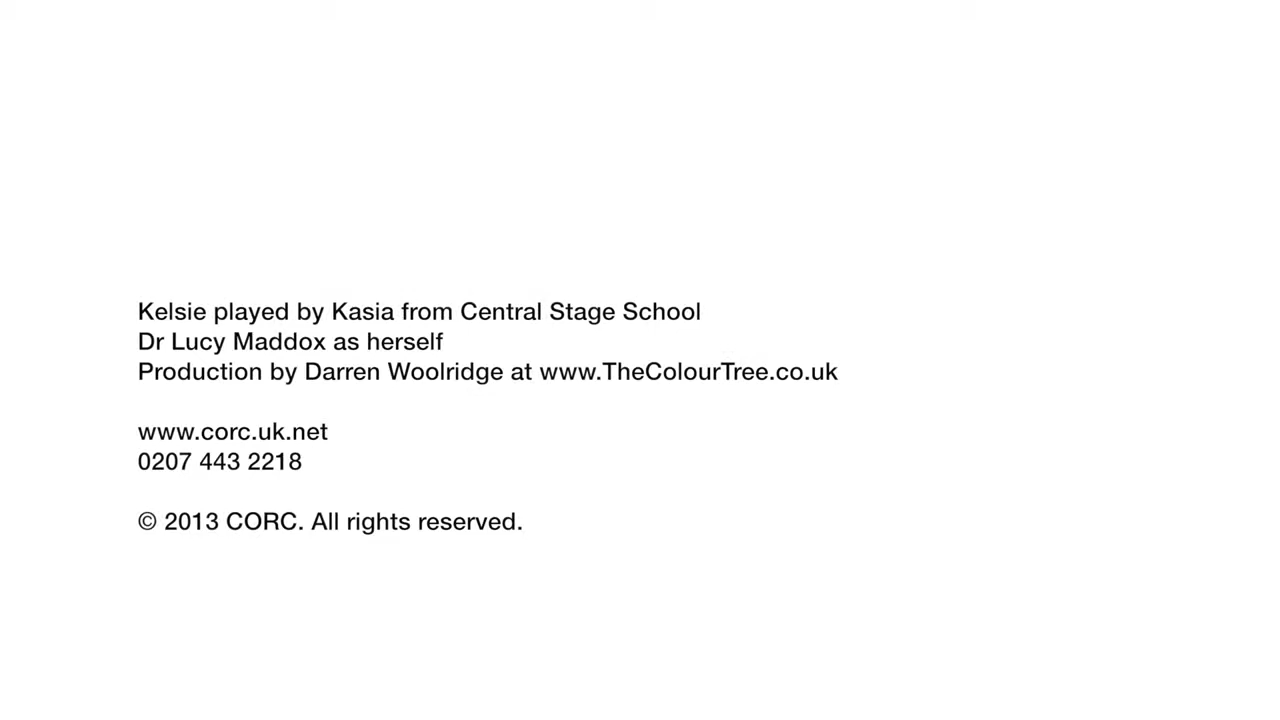 Kelsie played by Kasia from Central Stage School
Dr Lucy Maddox as herself
Production by Darren Woolridge at www.TheColourTree.co.uk
www.corc.uk.net
0207 443 2218
© 2013 CORC. All rights reserved.